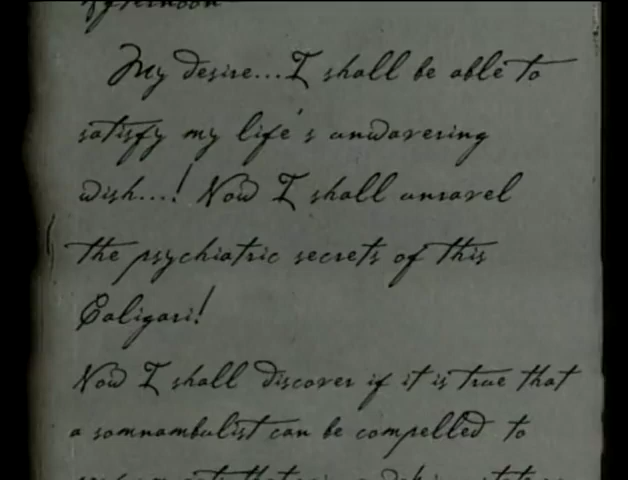 afternoon
My desire...I shall be able to
satisfy my life's unwavering
wish...! Now I shall unravel
the psychiatric secrets of this
Caligari!
Now I shall discover if it is true that
a somnambulist can be compelled to